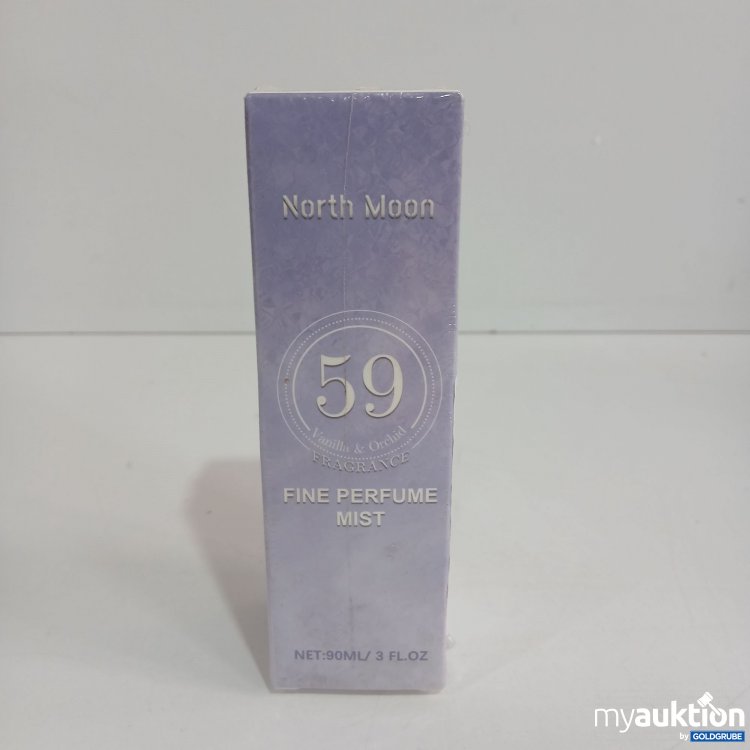 North Moon
59
Vanilla & Orchid
FRAGRANCE
FINE PERFUME
MIST
NET:90ML/ 3 FL.OZ
myauktion
by GOLDGRUBE